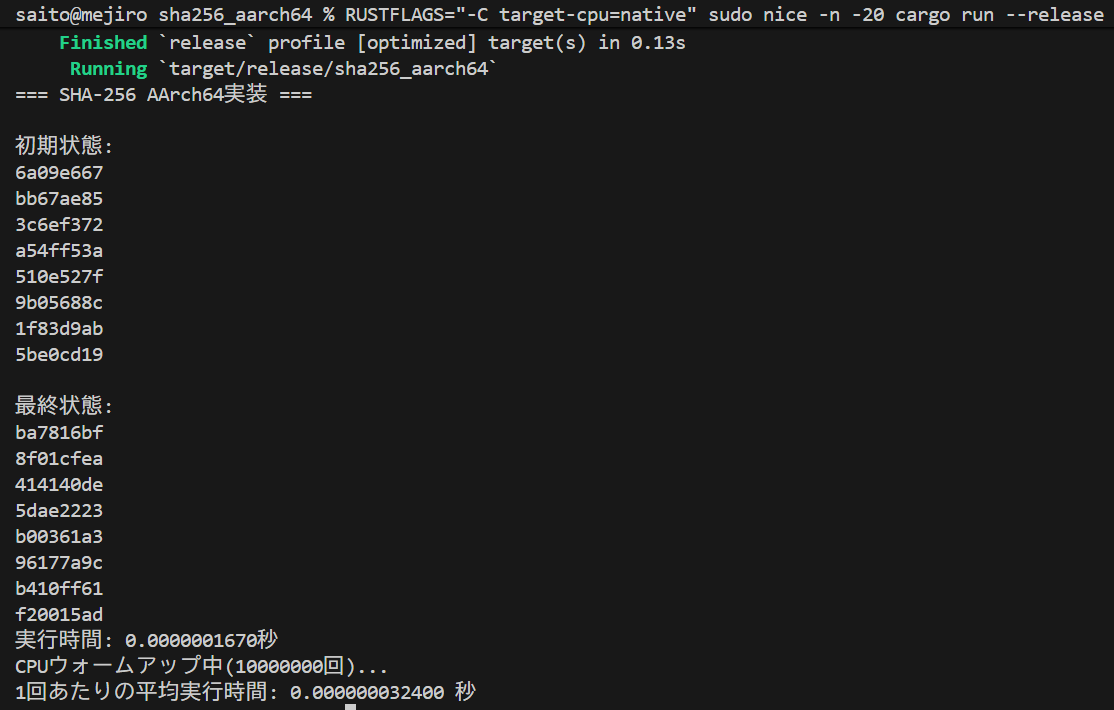 saito@mejiro sha256_aarch64 % RUSTFLAGS="-C target-cpu=native" sudo nice -n -20 cargo run --release
Finished `release` profile [optimized] target(s) in 0.13s
Running `target/release/sha256_aarch64`
=== SHA-256 AArch64実装 ===
初期状態:
6a09e667
bb67ae85
3c6ef372
a54ff53a
510e527f
9b05688c
1f83d9ab
5be0cd19
最終状態:
ba7816bf
8f01cfea
414140de
5dae2223
b00361a3
96177a9c
b410ff61
f20015ad
実行時間: 0.0000001670秒
CPUウォームアップ中(10000000回)...
1回あたりの平均実行時間: 0.000000032400 秒